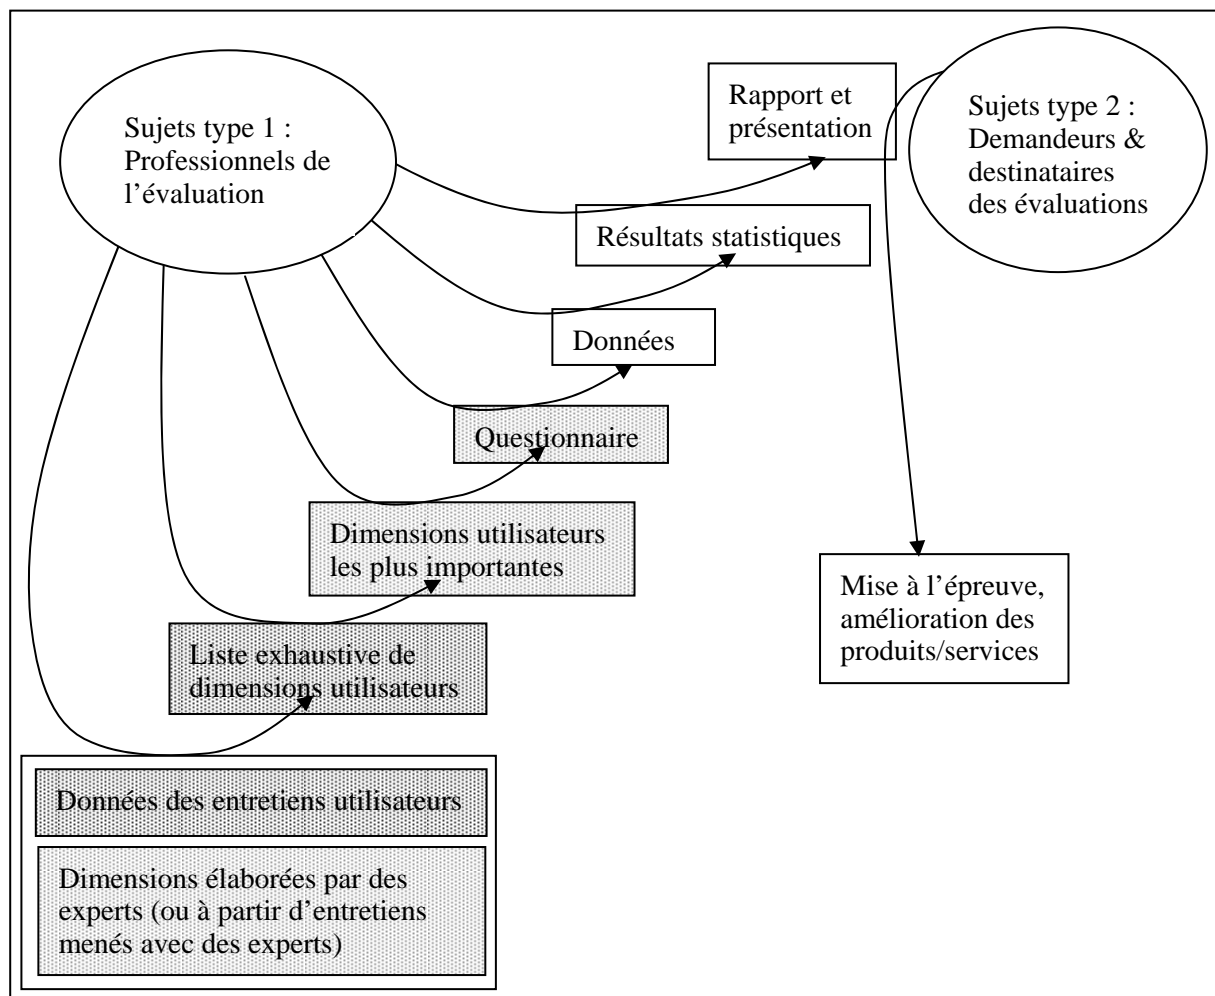 Sujets type 1 :
Professionnels de
l’évaluation
Rapport et
présentation
Sujets type 2 :
Demandeurs &
destinataires
des évaluations
Résultats statistiques
Données
Questionnaire
Dimensions utilisateurs
les plus importantes
Mise à l’épreuve,
amélioration des
produits/services
Liste exhaustive de
dimensions utilisateurs
Données des entretiens utilisateurs
Dimensions élaborées par des
experts (ou à partir d’entretiens
menés avec des experts)